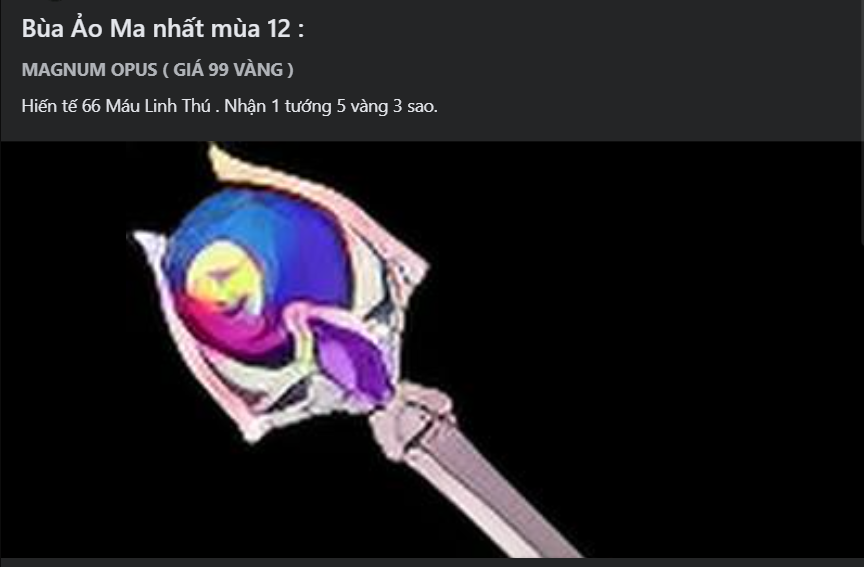 Bùa Ảo Ma nhất mùa 12 :
MAGNUM OPUS ( GIÁ 99 VÀNG )
Hiến tế 66 Máu Linh Thú . Nhận 1 tướng 5 vàng 3 sao.